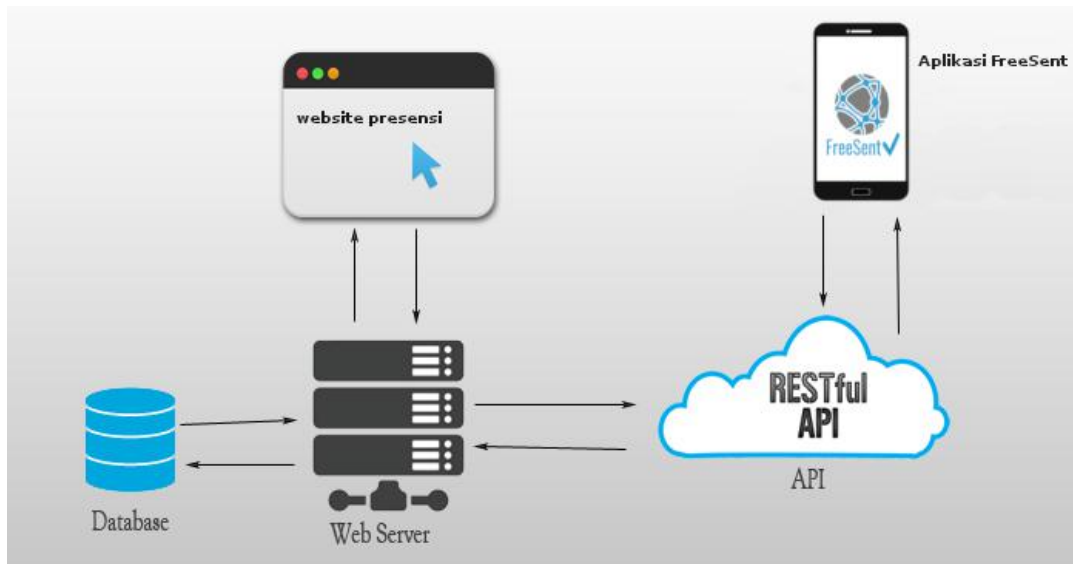 website presensi
Aplikasi FreeSent
FreeSent
RESTful
API
API
Database
Web Server